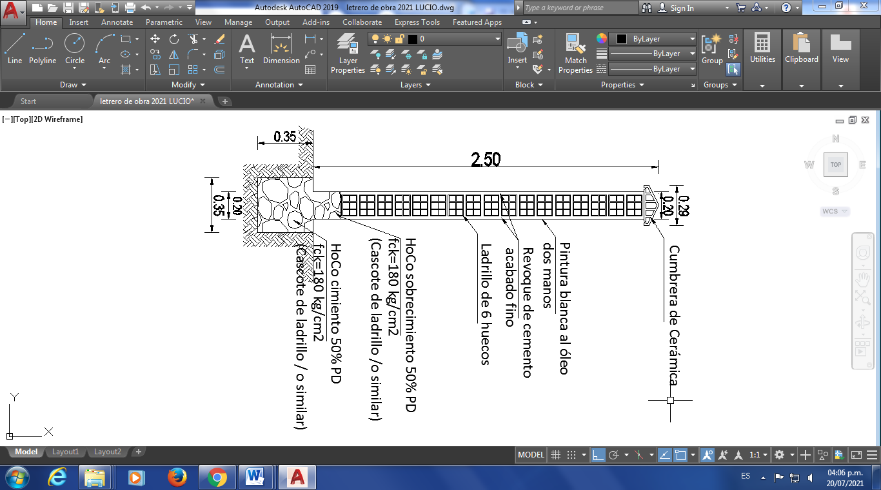 Autodesk AutoCAD 2019   letrero de obra 2021 LUCIO.dwg
Type a keyword or phrase
Sign In
Home Insert Annotate Parametric View Manage Output Add-ins Collaborate Express Tools Featured Apps
Line Polyline Circle Arc
Text Dimension
Layer Properties
0
Insert
Match Properties
ByLayer
ByLayer
ByLayer
Group
Utilities
Clipboard
View
Draw
Modify
Annotation
Layers
Block
Properties
Groups
Start
letrero de obra 2021 LUCIO*
[−][Top][2D Wireframe]
N
W TOP E
S
WCS
0.35
2.50
0.35
0.20
0.20
0.29
Cumbrera de Cerámica
Pintura blanca al óleo
dos manos
Revoque de cemento
acabado fino
Ladrillo de 6 huecos
HoCo sobrecimiento 50% PD
fck=180 kg/cm2
(Cascote de ladrillo /o similar)
HoCo cimiento 50% PD
fck=180 kg/cm2
(Cascote de ladrillo /o similar)
Y
X
Model Layout1 Layout2
MODEL
1:1
ES
04:06 p.m.
20/07/2021